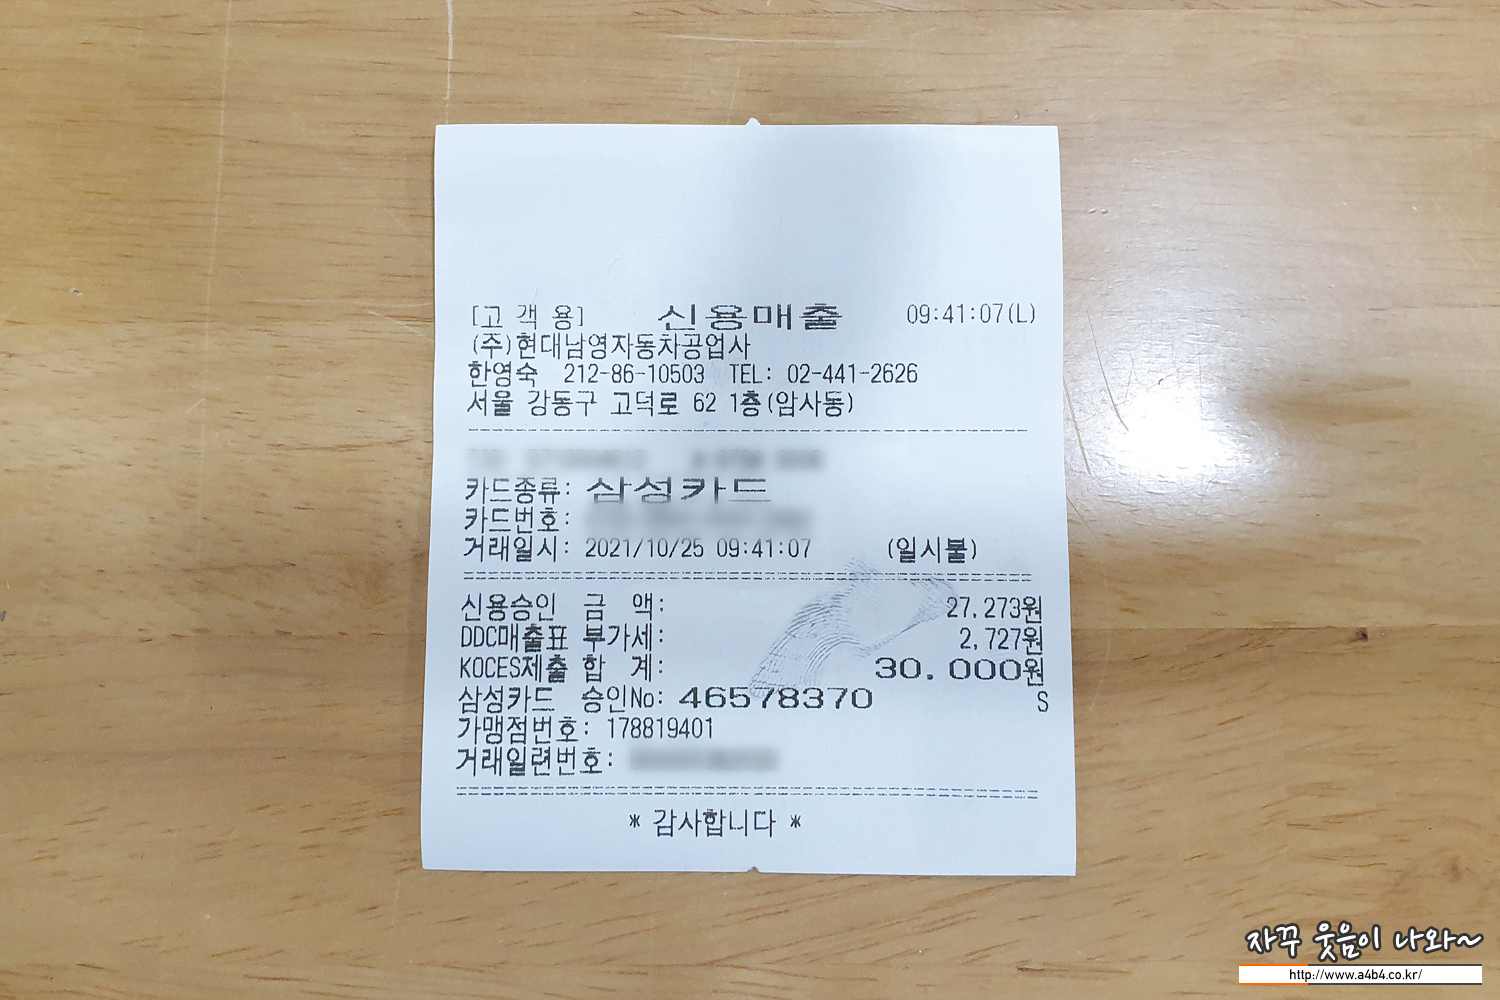 [고 객 용] 신용매출 09:41:07(L)
(주)현대남영자동차공업사
한영숙 212-86-10503 TEL: 02-441-2626
서울 강동구 고덕로 62 1층(암사동)
카드종류: 삼성카드
카드번호:
거래일시: 2021/10/25 09:41:07 (일시불)
신용승인 금 액: 27,273원
DDC매출표 부가세: 2,727원
KOCES제출 합 계: 30.000원
삼성카드 승인No: 46578370 S
가맹점번호: 178819401
거래일련번호:
* 감사합니다 *
자꾸 웃음이 나와~
http://www.a4b4.co.kr/